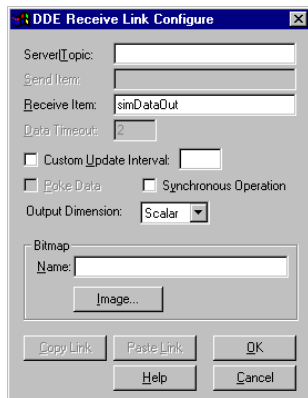 DDE Receive Link Configure
Server|Topic:
Send Item:
Receive Item: simDataOut
Data Timeout: 2
Custom Update Interval:
Poke Data Synchronous Operation
Output Dimension: Scalar
Bitmap
Name:
Image...
Copy Link Paste Link OK
Help Cancel